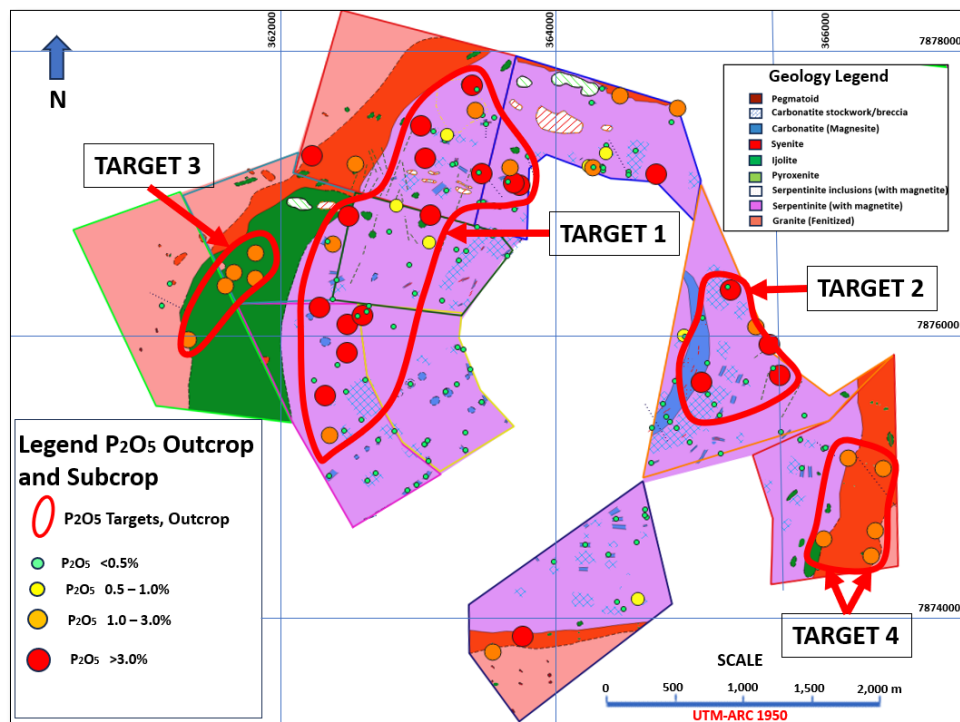 362000
364000
366000
7878000
N
Geology Legend
Pegmatoid
Carbonatite stockwork/breccia
Carbonatite (Magnesite)
Syenite
Ijolite
Pyroxenite
Serpentinite inclusions (with magnetite)
Serpentinite (with magnetite)
Granite (Fenitized)
TARGET 3
TARGET 1
TARGET 2
7876000
Legend P₂O₅ Outcrop
and Subcrop
P₂O₅ Targets, Outcrop
P₂O₅ <0.5%
P₂O₅ 0.5 – 1.0%
P₂O₅ 1.0 – 3.0%
P₂O₅ >3.0%
7874000
TARGET 4
SCALE
0 500 1,000 1,500 2,000 m
UTM-ARC 1950